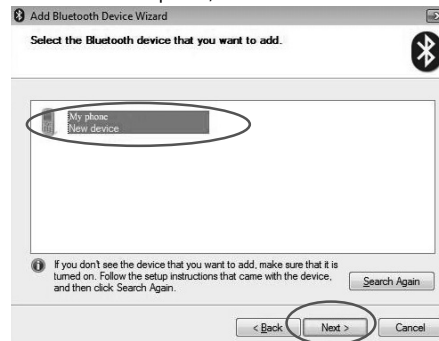 Add Bluetooth Device Wizard
Select the Bluetooth device that you want to add.
My phone
New device
If you don't see the device that you want to add, make sure that it is
turned on. Follow the setup instructions that came with the device,
and then click Search Again.
Search Again
< Back
Next >
Cancel